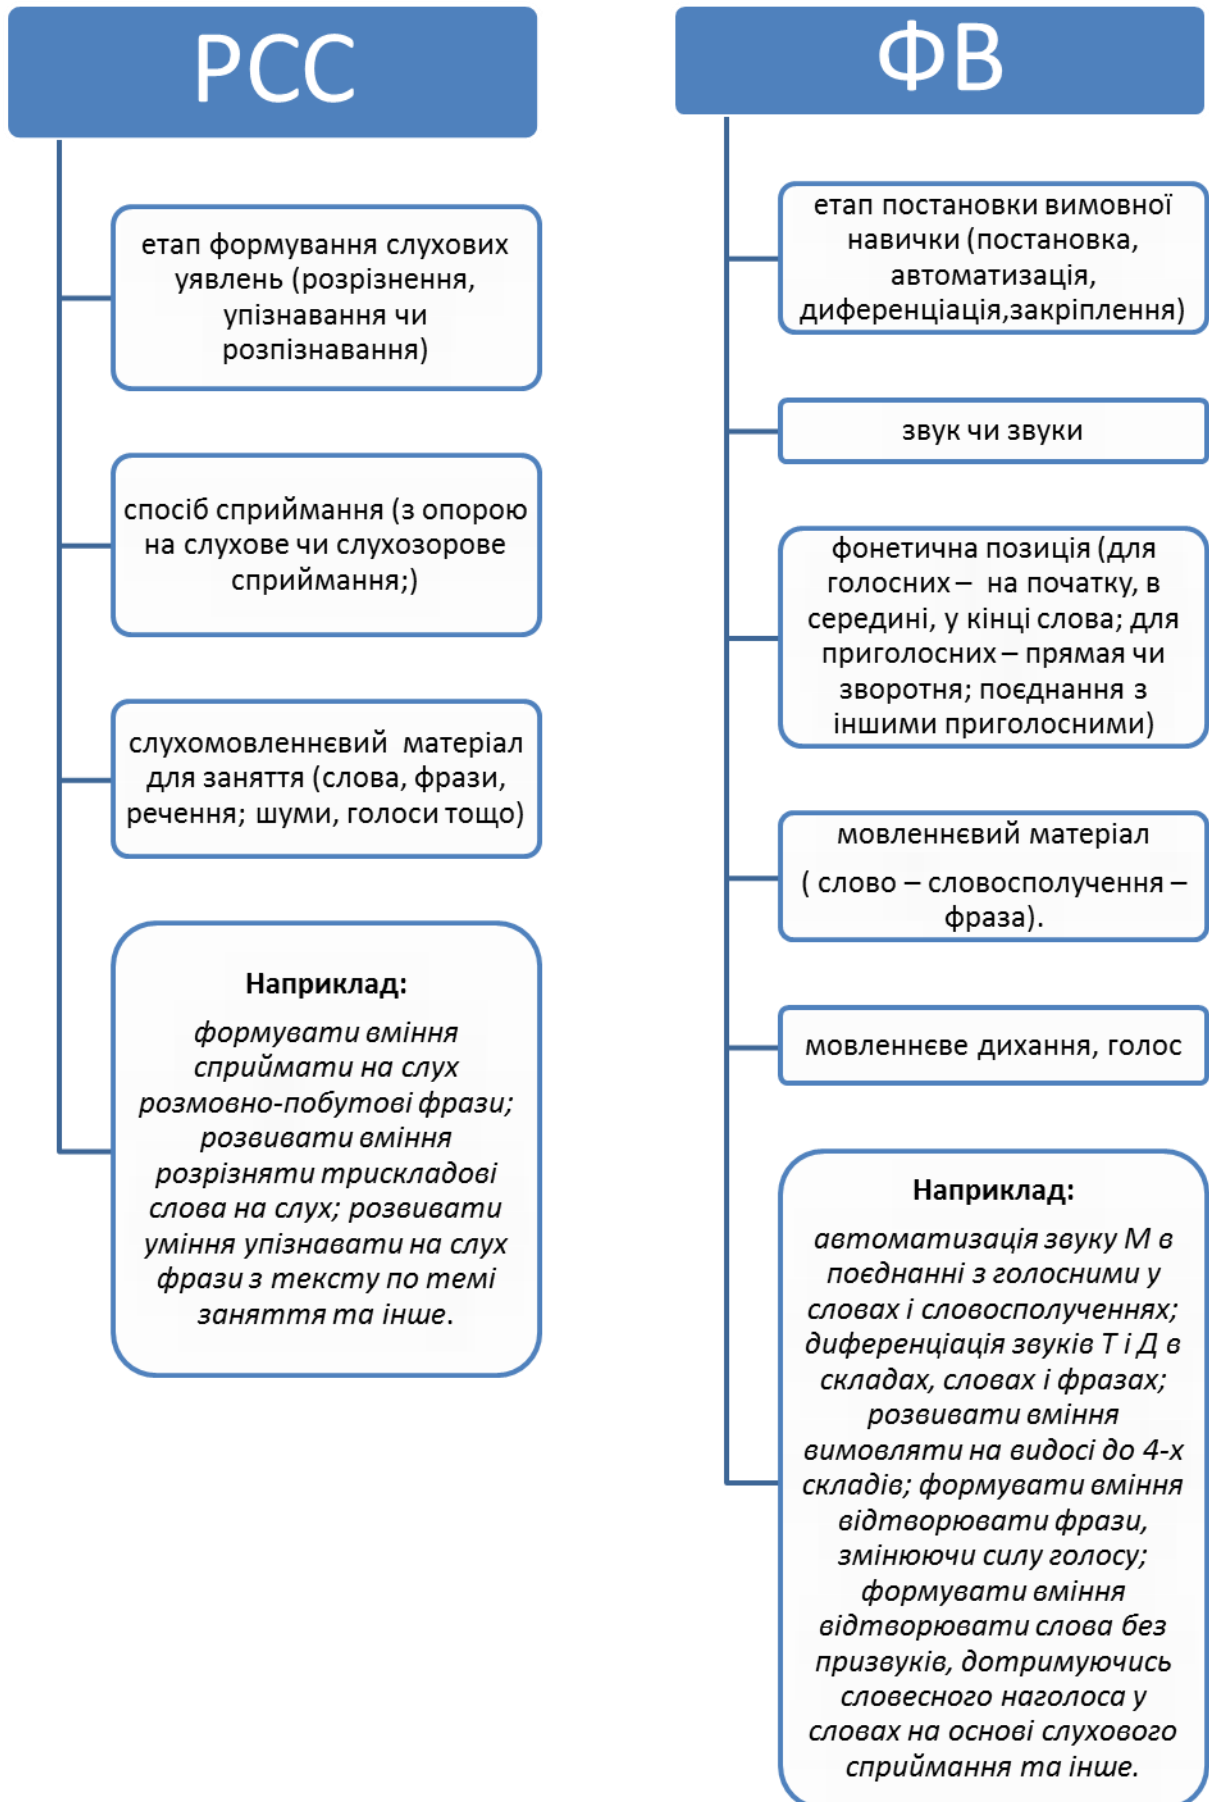 РСС
етап формування слухових
уявлень (розрізнення,
упізнавання чи
розпізнавання)
спосіб сприймання (з опорою
на слухове чи слухозорове
сприймання;)
слухомовленнєвий матеріал
для заняття (слова, фрази,
речення; шуми, голоси тощо)
Наприклад:
формувати вміння
сприймати на слух
розмовно-побутові фрази;
розвивати вміння
розрізняти трискладові
слова на слух; розвивати
уміння упізнавати на слух
фрази з тексту по темі
заняття та інше.
ФВ
етап постановки вимовної
навички (постановка,
автоматизація,
диференціація,закріплення)
звук чи звуки
фонетична позиція (для
голосних – на початку, в
середині, у кінці слова; для
приголосних – прямая чи
зворотня; поєднання з
іншими приголосними)
мовленнєвий матеріал
( слово – словосполучення –
фраза).
мовленнєве дихання, голос
Наприклад:
автоматизація звуку М в
поєднанні з голосними у
словах і словосполученнях;
диференціація звуків Т і Д в
складах, словах і фразах;
розвивати вміння
вимовляти на видосі до 4-х
складів; формувати вміння
відтворювати фрази,
змінюючи силу голосу;
формувати вміння
відтворювати слова без
призвуків, дотримуючись
словесного наголоса у
словах на основі слухового
сприймання та інше.